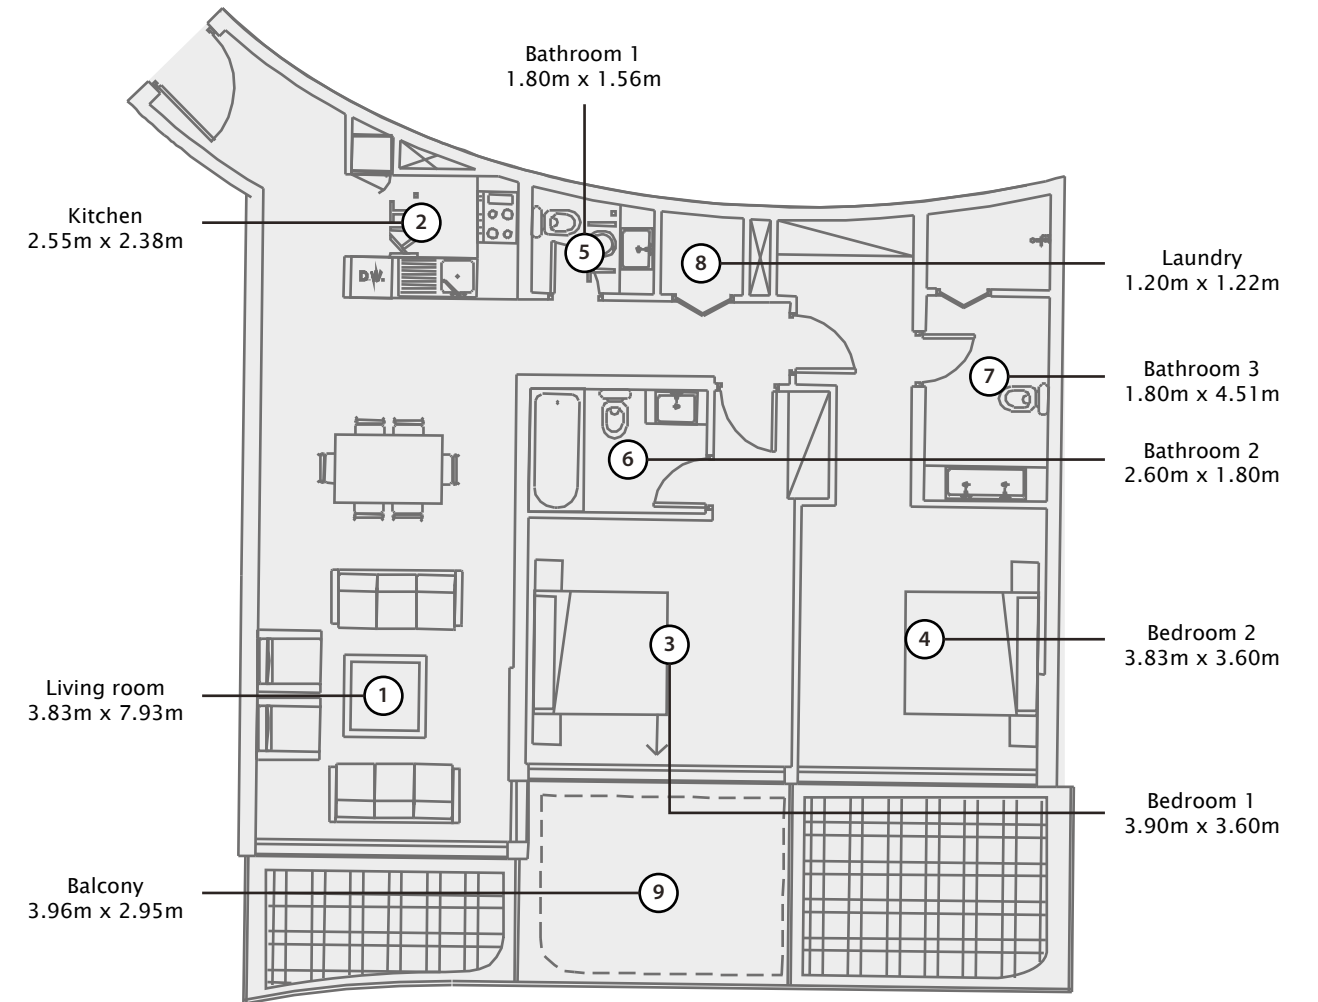 Bathroom 1
1.80m x 1.56m
Kitchen
2.55m x 2.38m
2
5
8
Laundry
1.20m x 1.22m
D\W.
7
Bathroom 3
1.80m x 4.51m
6
Bathroom 2
2.60m x 1.80m
3
4
Bedroom 2
3.83m x 3.60m
Living room
3.83m x 7.93m
1
Bedroom 1
3.90m x 3.60m
Balcony
3.96m x 2.95m
9